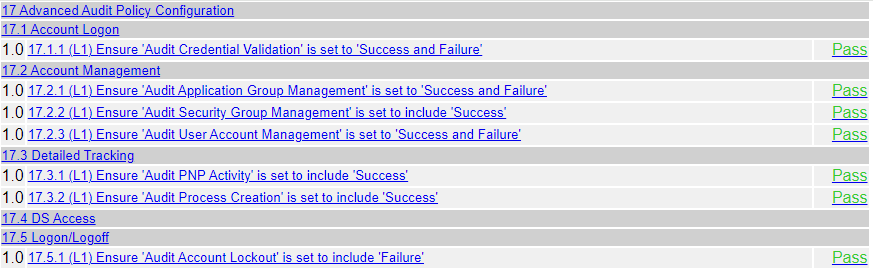 17 Advanced Audit Policy Configuration
17.1 Account Logon
1.0 17.1.1 (L1) Ensure 'Audit Credential Validation' is set to 'Success and Failure' Pass
17.2 Account Management
1.0 17.2.1 (L1) Ensure 'Audit Application Group Management' is set to 'Success and Failure' Pass
1.0 17.2.2 (L1) Ensure 'Audit Security Group Management' is set to include 'Success' Pass
1.0 17.2.3 (L1) Ensure 'Audit User Account Management' is set to 'Success and Failure' Pass
17.3 Detailed Tracking
1.0 17.3.1 (L1) Ensure 'Audit PNP Activity' is set to include 'Success' Pass
1.0 17.3.2 (L1) Ensure 'Audit Process Creation' is set to include 'Success' Pass
17.4 DS Access
17.5 Logon/Logoff
1.0 17.5.1 (L1) Ensure 'Audit Account Lockout' is set to include 'Failure' Pass